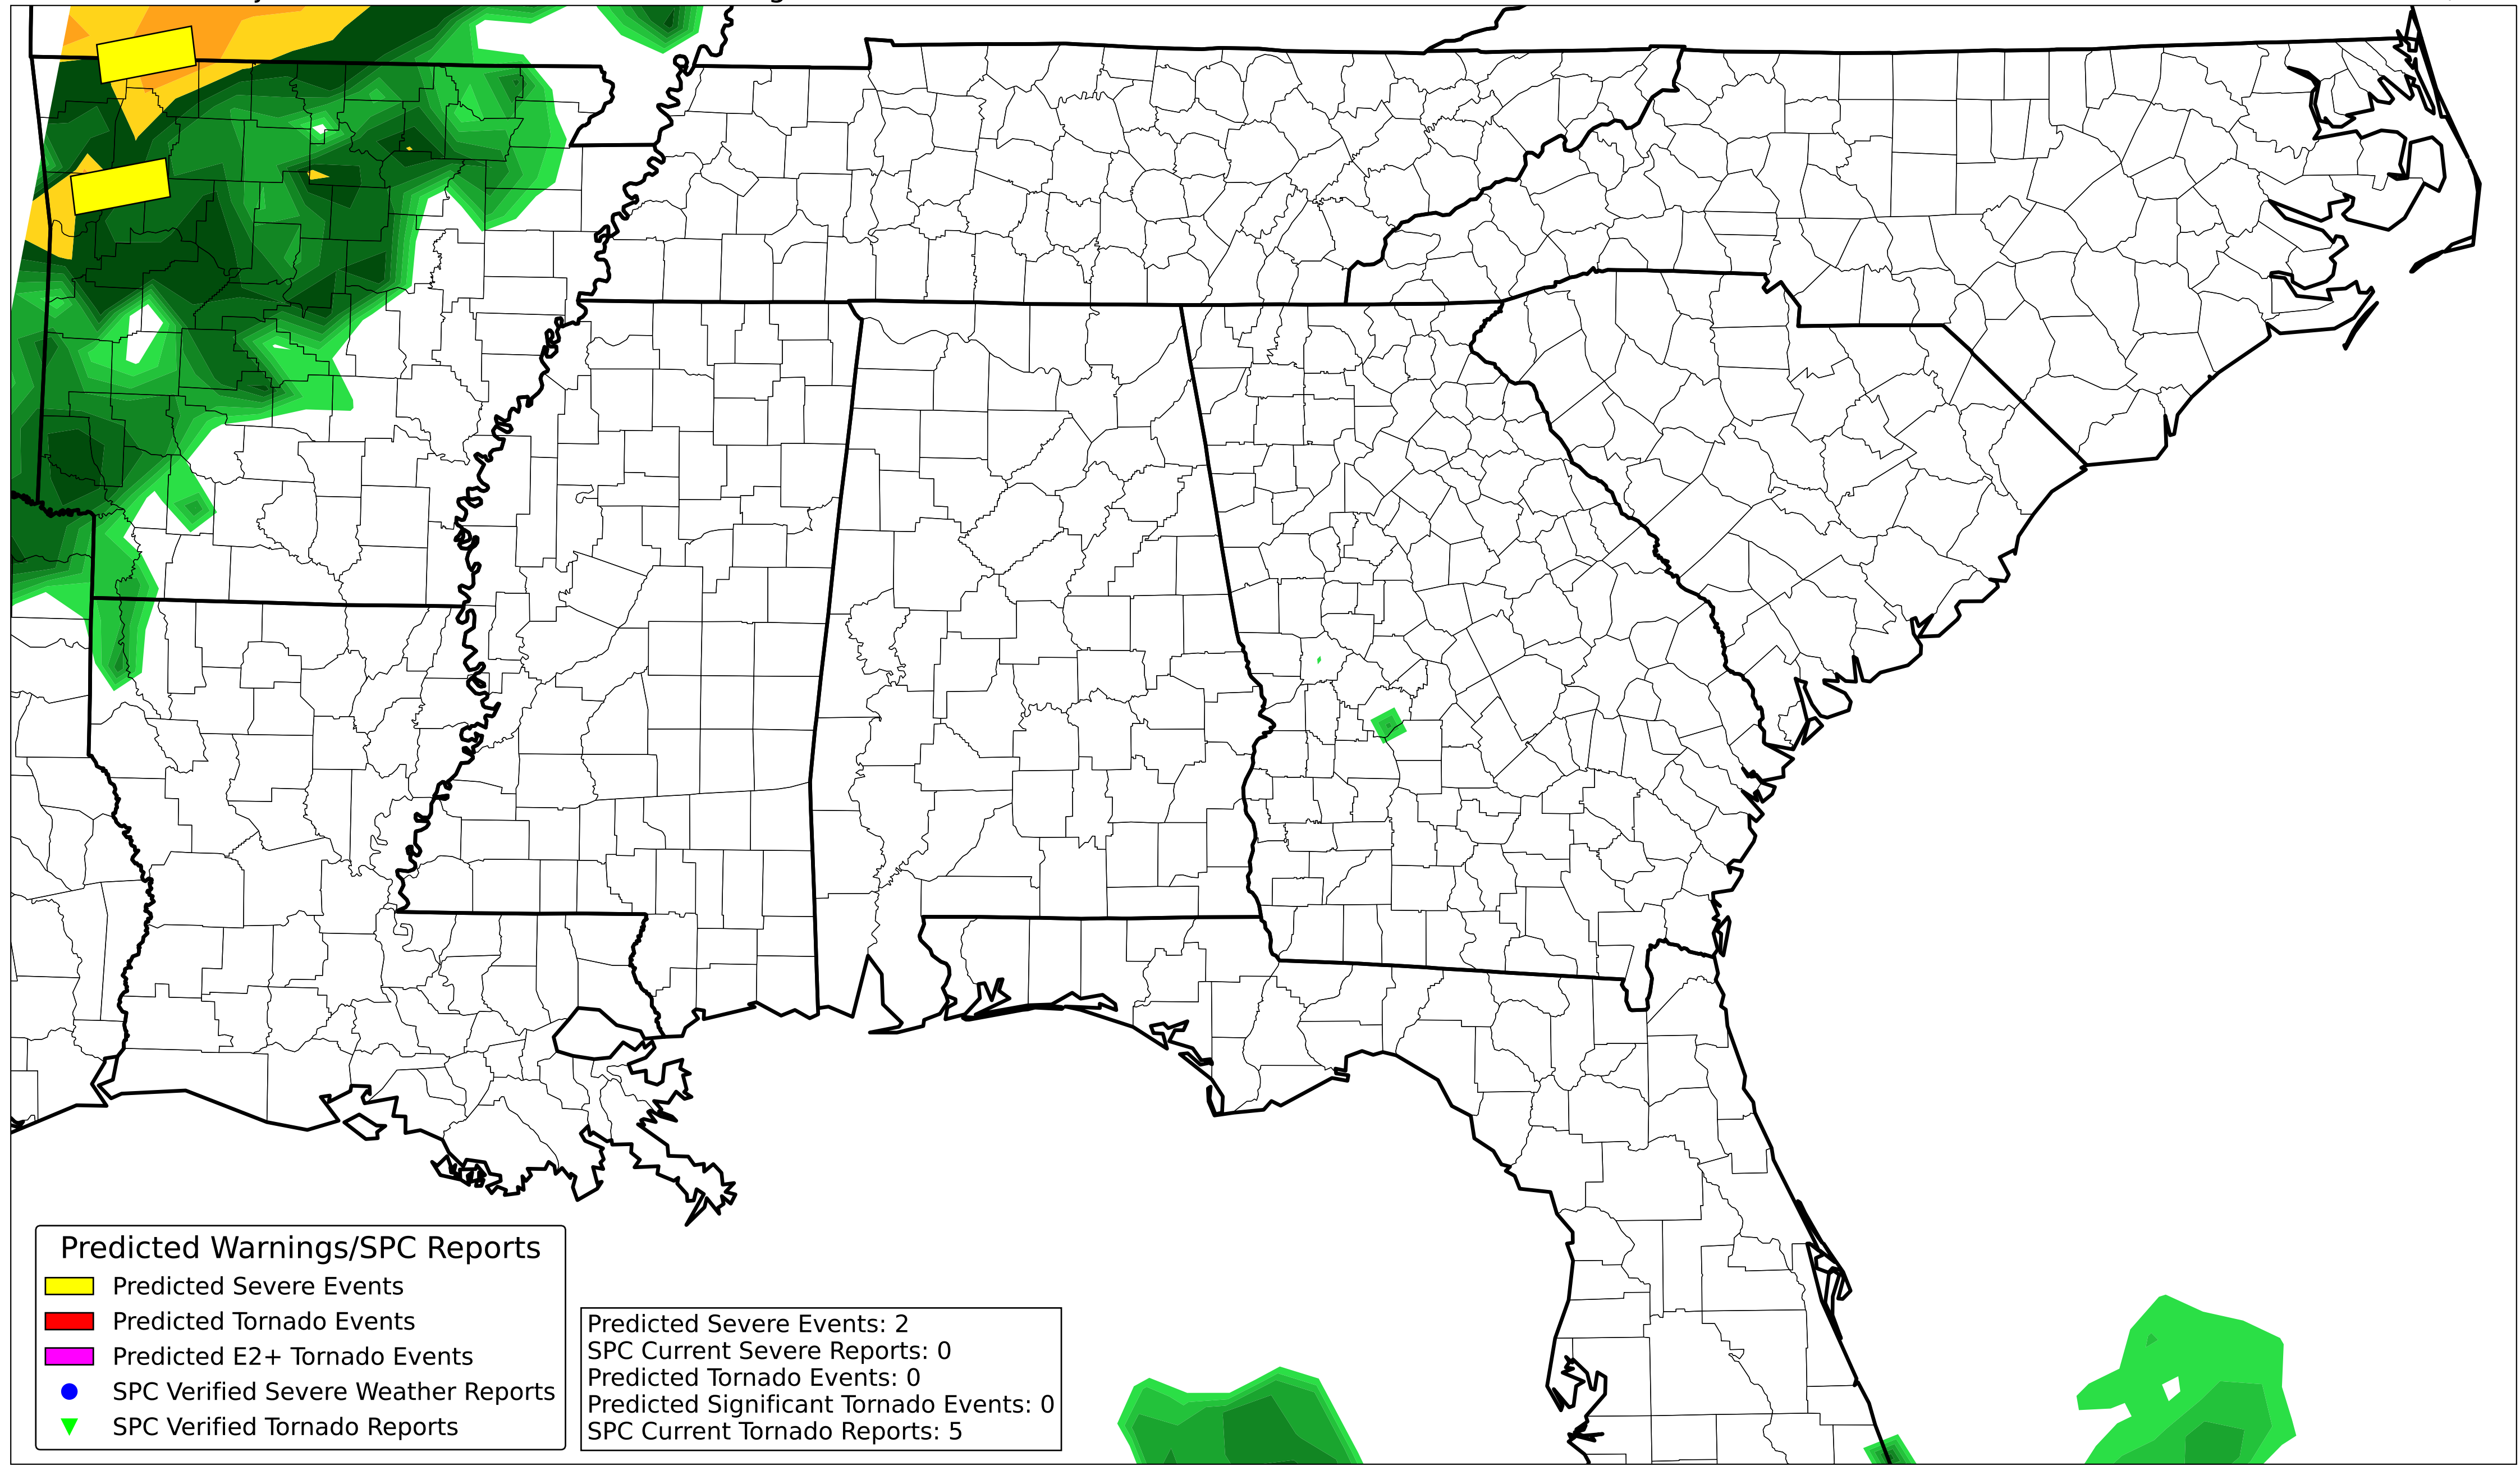 Predicted Warnings/SPC Reports
Predicted Severe Events
Predicted Tornado Events
Predicted E2+ Tornado Events
SPC Verified Severe Weather Reports
SPC Verified Tornado Reports
Predicted Severe Events: 2
SPC Current Severe Reports: 0
Predicted Tornado Events: 0
Predicted Significant Tornado Events: 0
SPC Current Tornado Reports: 5